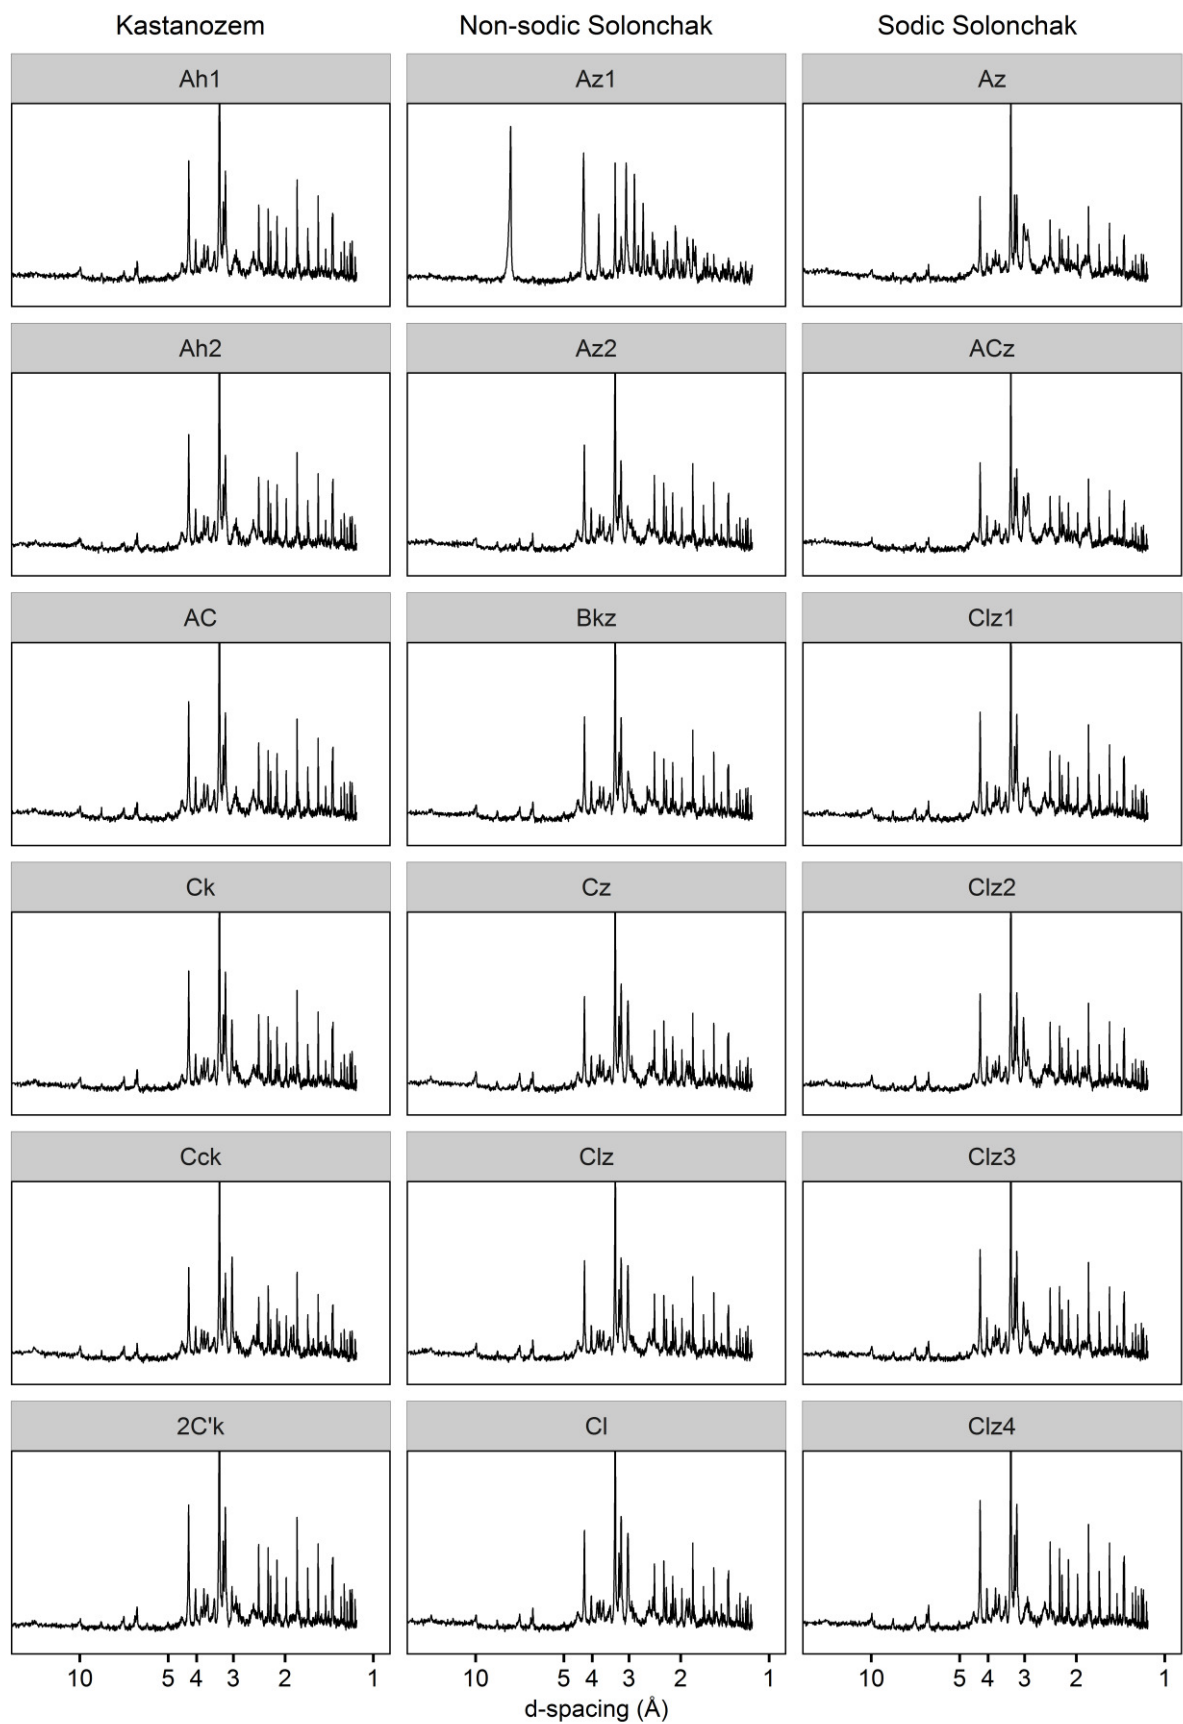 Kastanozem Non-sodic Solonchak Sodic Solonchak
Ah1 Az1 Az
Ah2 Az2 ACz
AC Bkz Clz1
Ck Cz Clz2
Cck Clz Clz3
2C'k Cl Clz4
10 5 4 3 2 1 10 5 4 3 2 1 10 5 4 3 2 1
d-spacing (Å)